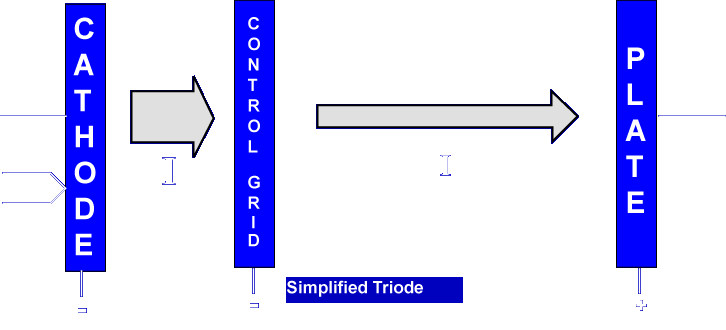 CATHODE
I
CONTROL GRID
I
PLATE
-
-
Simplified Triode
+